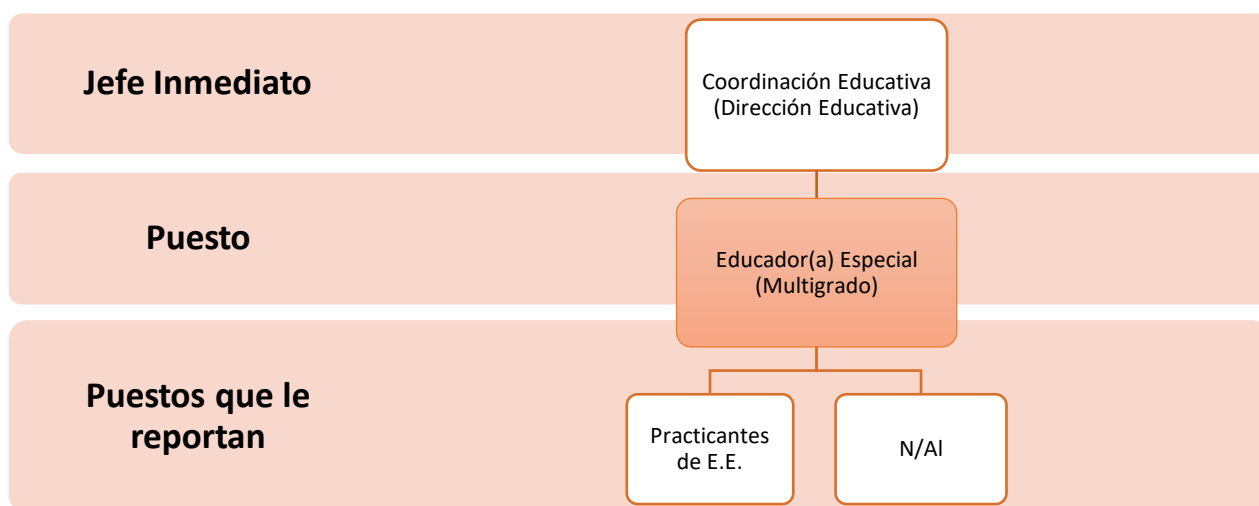 Jefe Inmediato
Coordinación Educativa
(Dirección Educativa)
Puesto
Educador(a) Especial
(Multigrado)
Puestos que le
reportan
Practicantes
de E.E.
N/Al